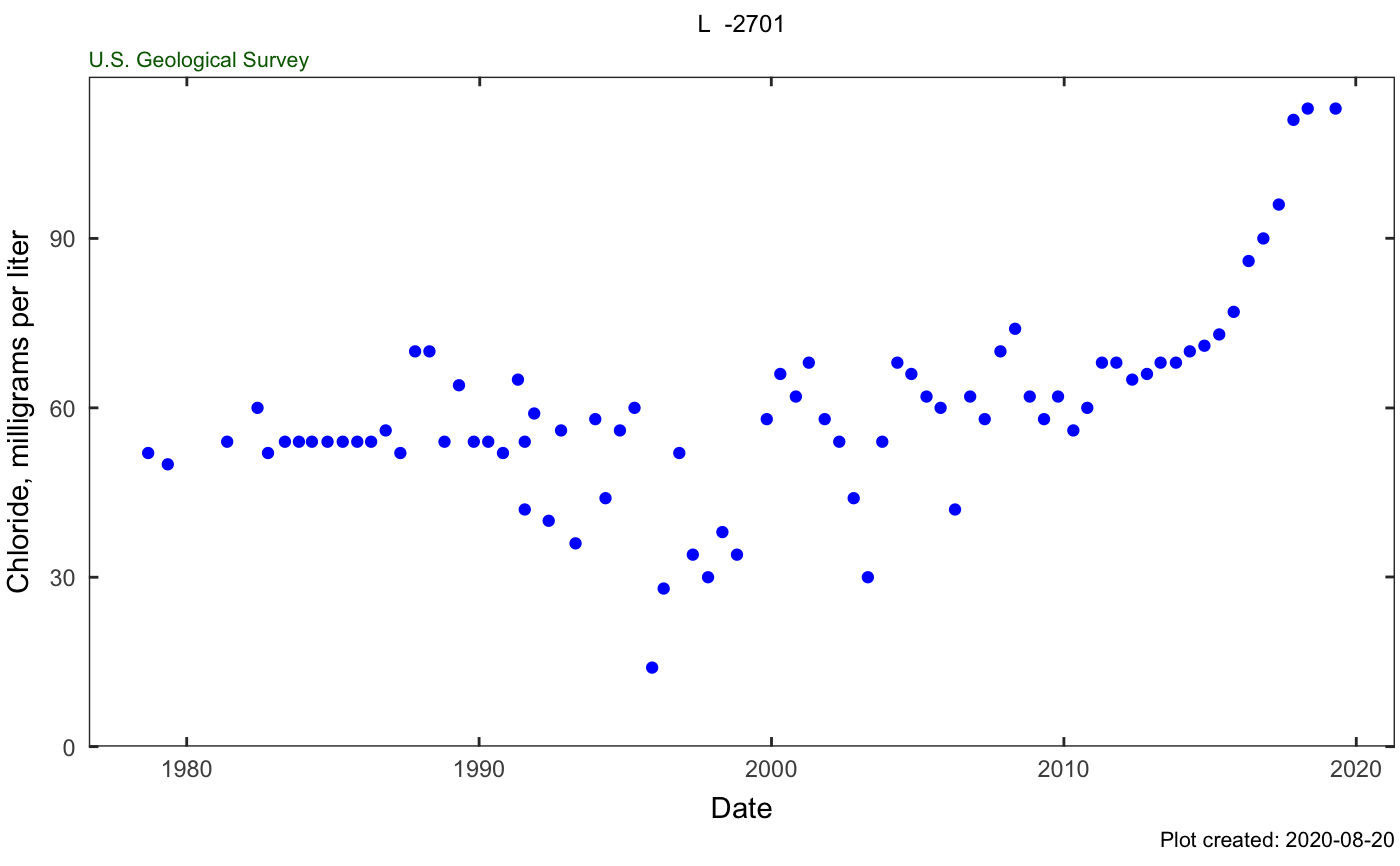 L  -2701
U.S. Geological Survey
Chloride, milligrams per liter
90
60
30
0
1980 1990 2000 2010 2020
Date
Plot created: 2020-08-20